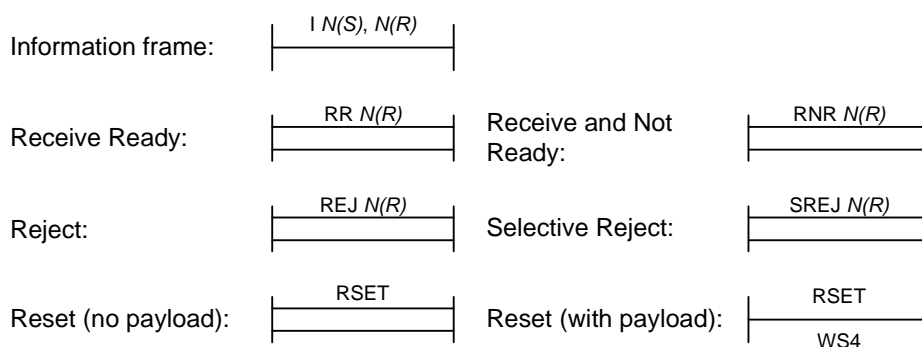 I N(S), N(R)
Information frame:
RR N(R)
Receive Ready:
RNR N(R)
Receive and Not
Ready:
REJ N(R)
Reject:
SREJ N(R)
Selective Reject:
RSET
Reset (no payload):
RSET
Reset (with payload):
WS4